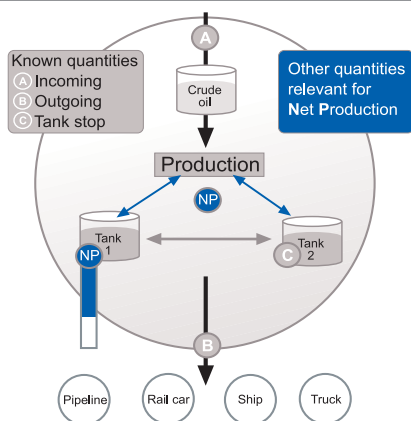 A
Known quantities
A Incoming
B Outgoing
C Tank stop
Other quantities
relevant for
Net Production
Crude
oil
Production
NP
Tank
1
NP
Tank
2
C
B
Pipeline
Rail car
Ship
Truck